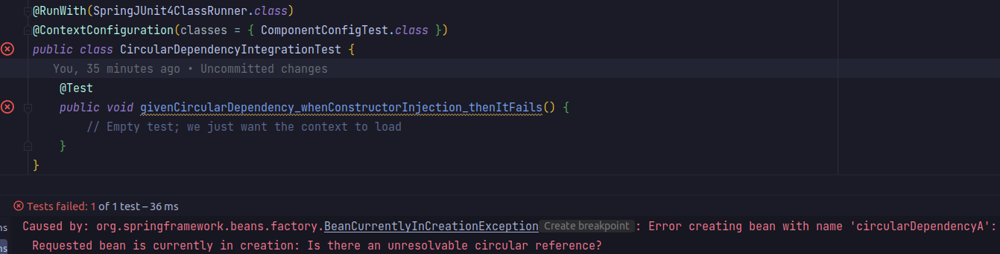 @RunWith(SpringJUnit4ClassRunner.class)
@ContextConfiguration(classes = { ComponentConfigTest.class })
public class CircularDependencyIntegrationTest {
You, 35 minutes ago • Uncommitted changes
@Test
public void givenCircularDependency_whenConstructorInjection_thenItFails() {
// Empty test; we just want the context to load
}
}
Tests failed: 1 of 1 test – 36 ms
ms Caused by: org.springframework.beans.factory.BeanCurrentlyInCreationException Create breakpoint : Error creating bean with name 'circularDependencyA':
ms Requested bean is currently in creation: Is there an unresolvable circular reference?